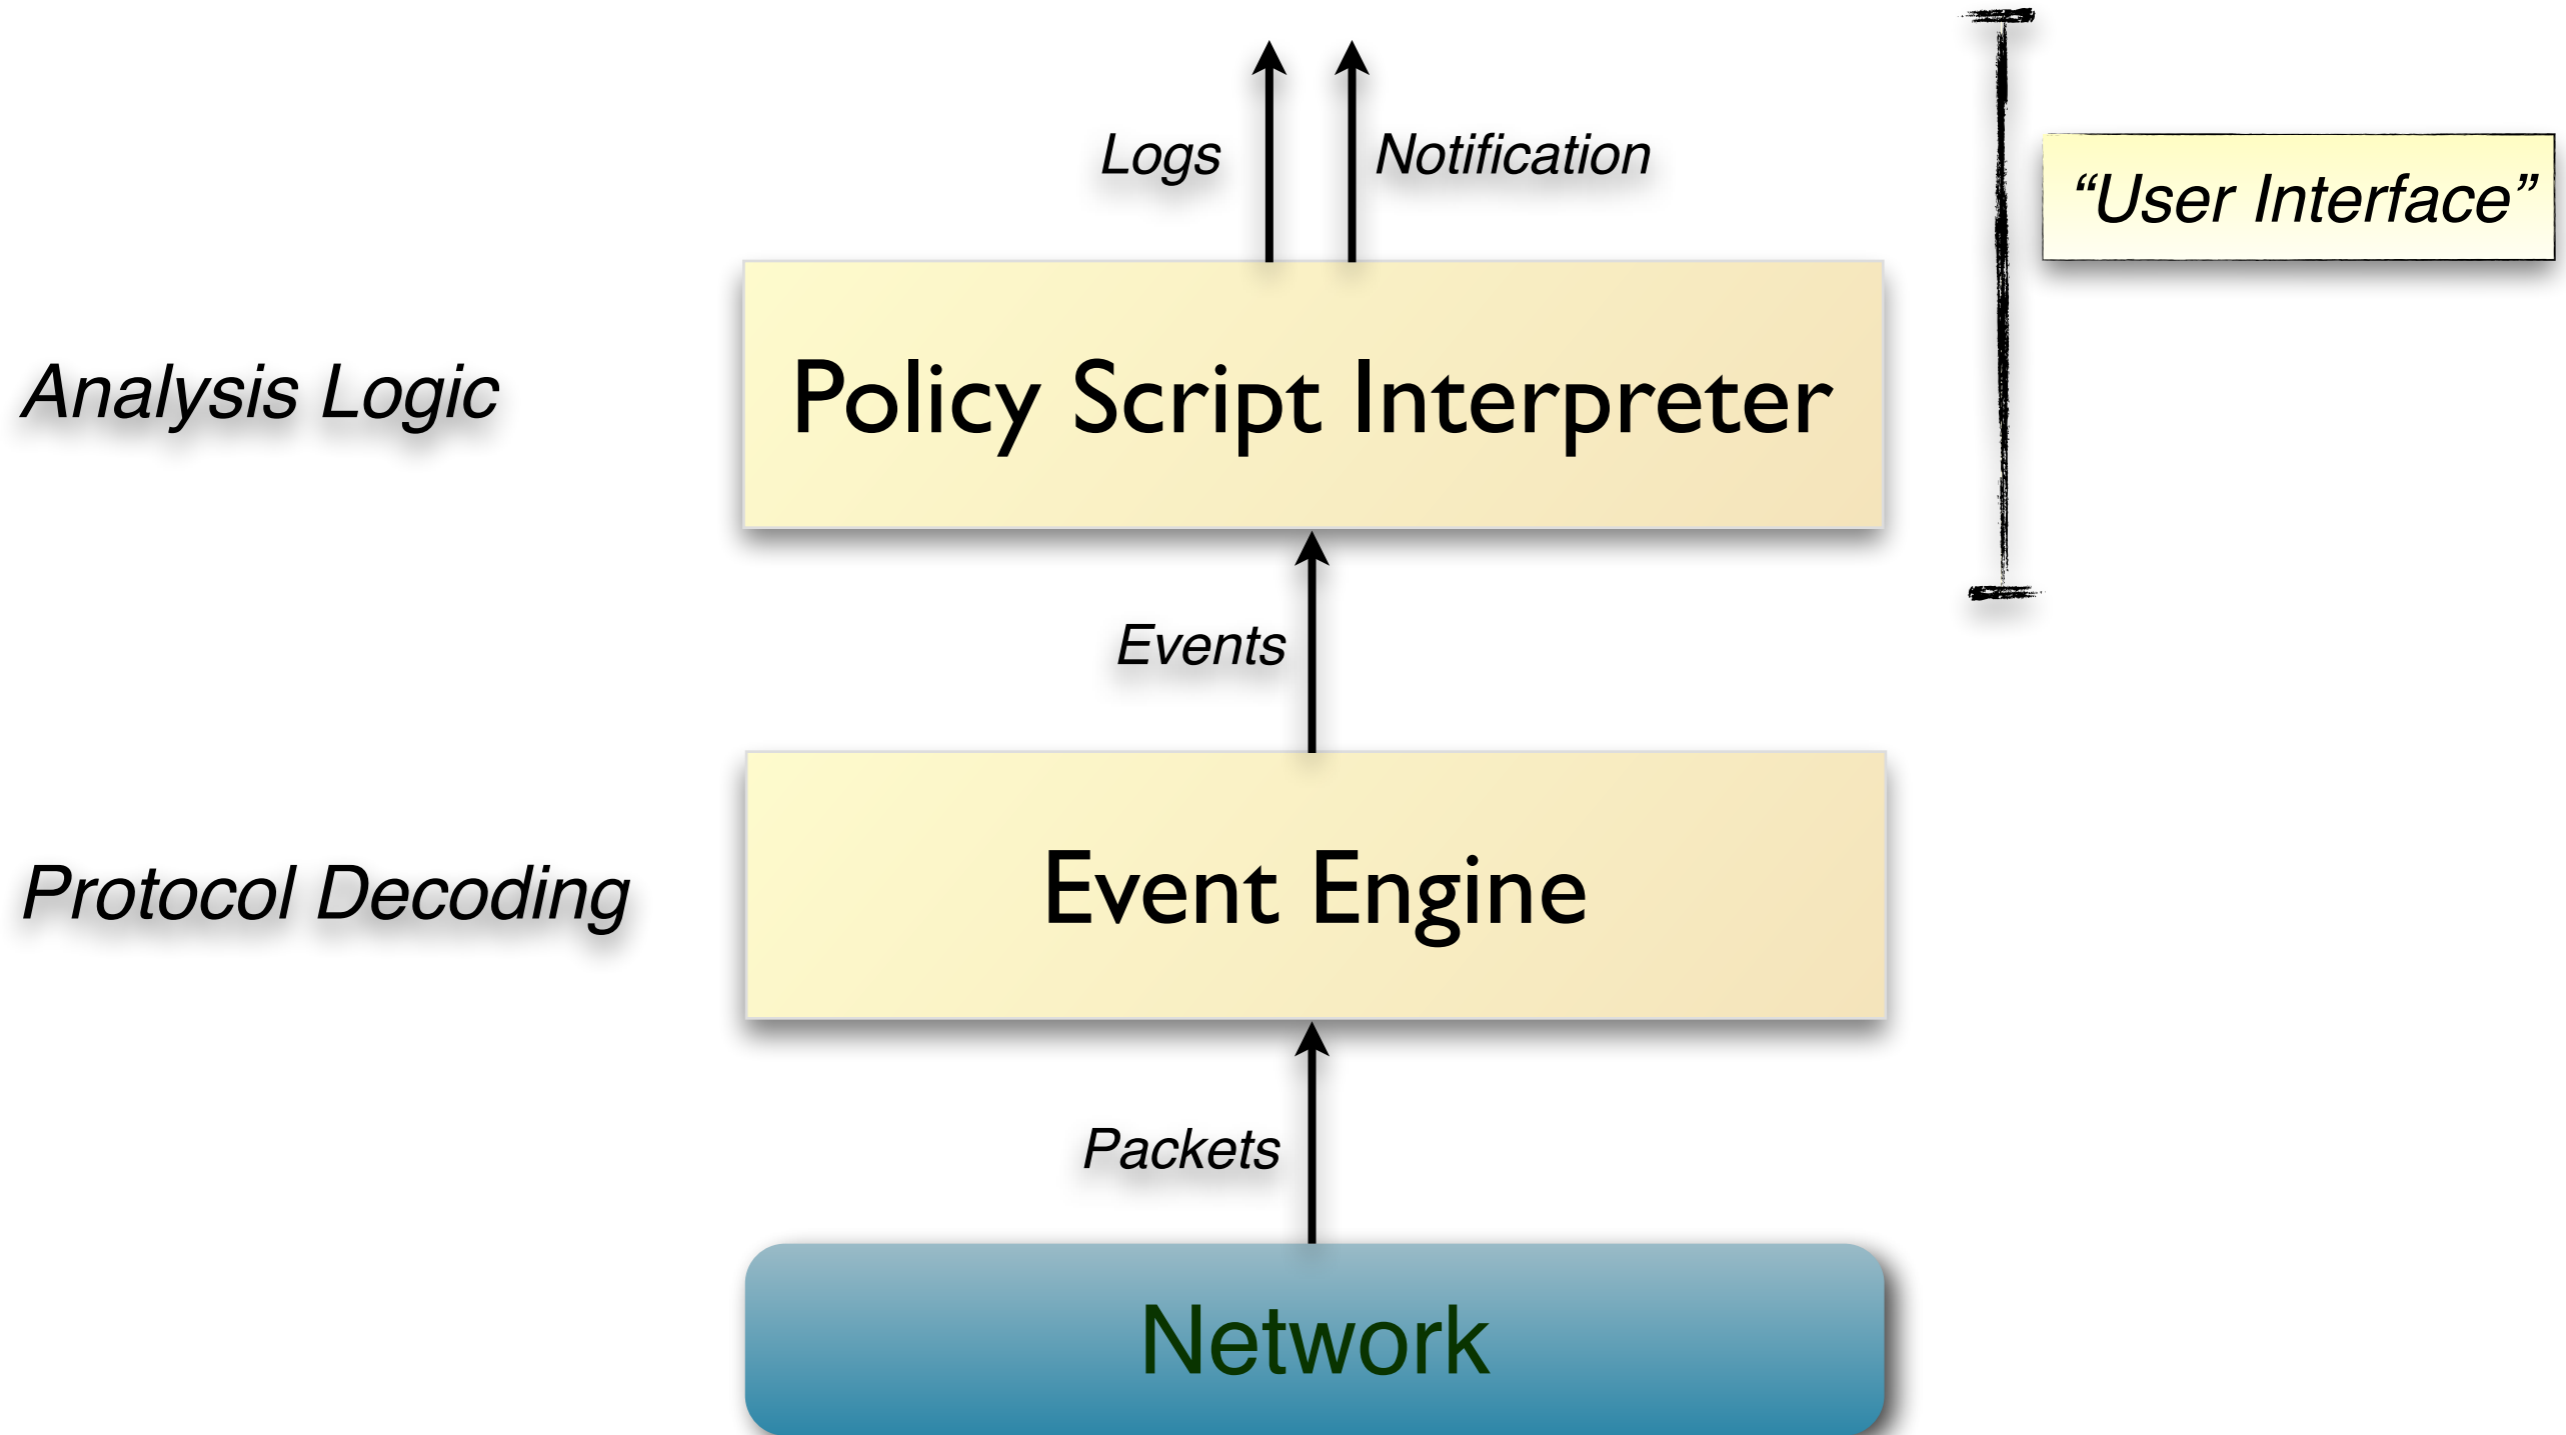 Logs
Notification
“User Interface”
Analysis Logic
Policy Script Interpreter
Events
Protocol Decoding
Event Engine
Packets
Network